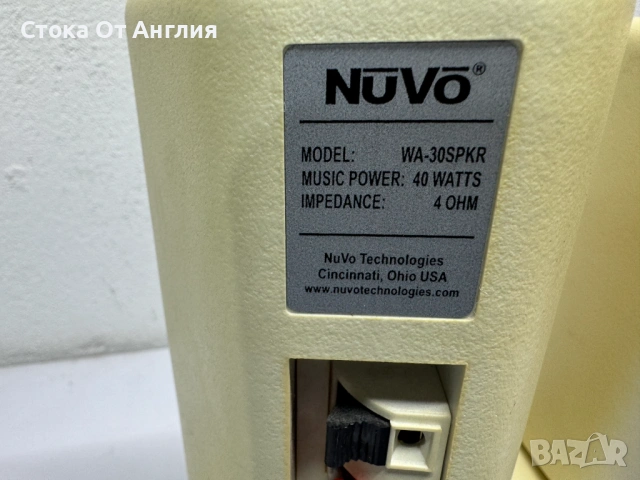 Стока От Англия
NŪVŌ®
MODEL: WA-30SPKR
MUSIC POWER: 40 WATTS
IMPEDANCE: 4 OHM
NuVo Technologies
Cincinnati, Ohio USA
www.nuvotechnologies.com
BAZAR